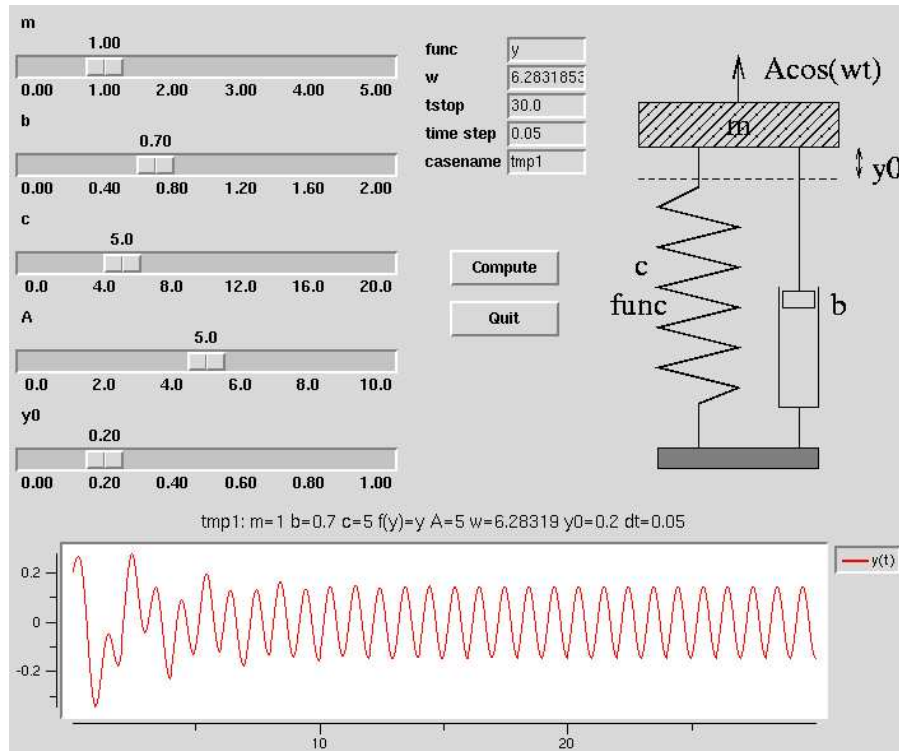 m
1.00
0.00 1.00 2.00 3.00 4.00 5.00
b
0.70
0.00 0.40 0.80 1.20 1.60 2.00
c
5.0
0.0 4.0 8.0 12.0 16.0 20.0
A
5.0
0.0 2.0 4.0 6.0 8.0 10.0
y0
0.20
0.00 0.20 0.40 0.60 0.80 1.00
func y
w 6.2831853
tstop 30.0
time step 0.05
casename tmp1
Compute
Quit
Acos(wt)
m
y0
c
func
b
tmp1: m=1 b=0.7 c=5 f(y)=y A=5 w=6.28319 y0=0.2 dt=0.05
0.2
0
-0.2
10 20
y(t)